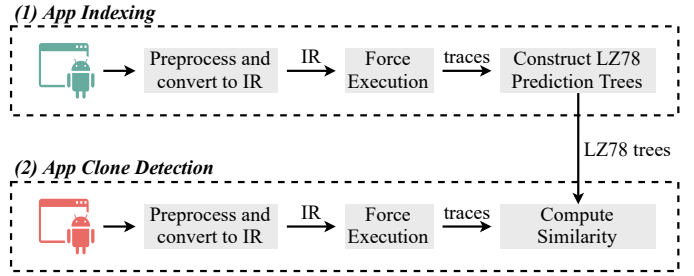 (1) App Indexing
Preprocess and
convert to IR
IR
Force
Execution
traces
Construct LZ78
Prediction Trees
LZ78 trees
(2) App Clone Detection
Preprocess and
convert to IR
IR
Force
Execution
traces
Compute
Similarity